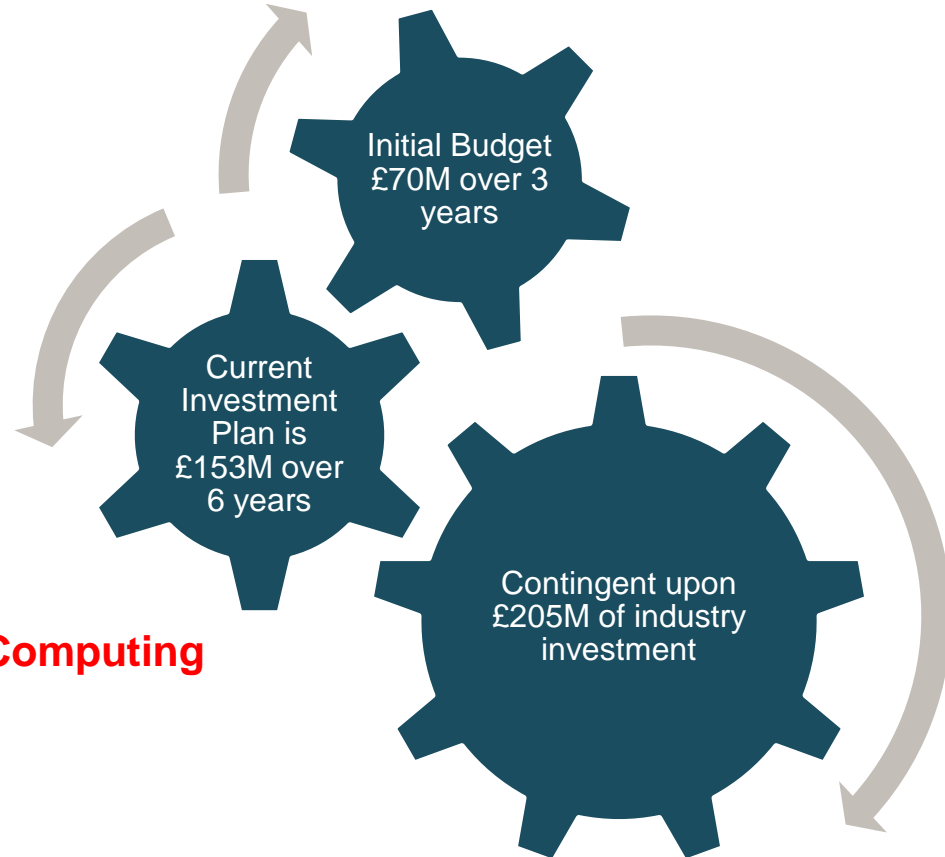 Initial Budget
£70M over 3
years
Current
Investment
Plan is
£153M over
6 years
Contingent upon
£205M of industry
investment
Computing